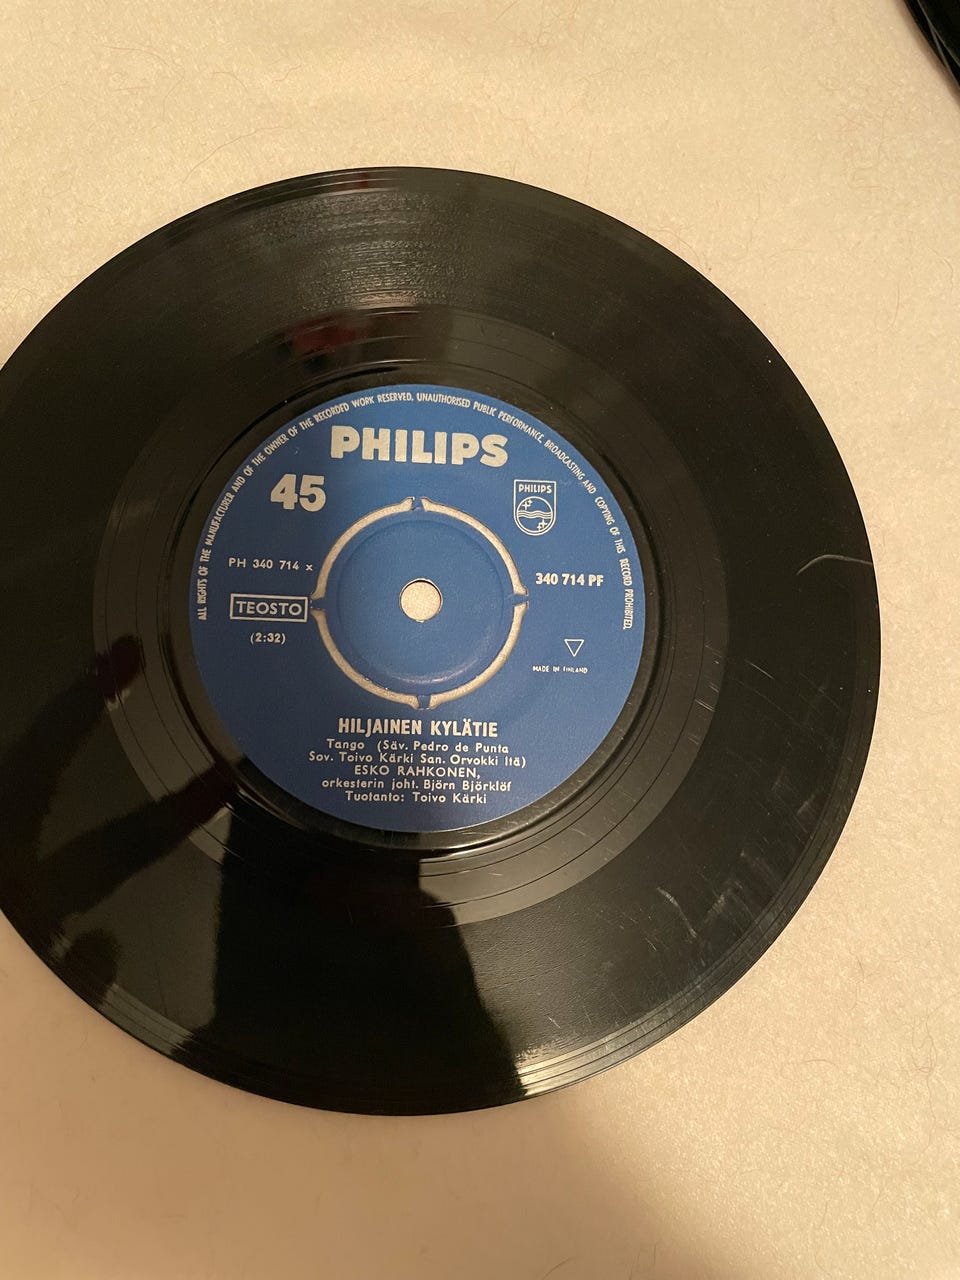 ALL RIGHTS OF THE MANUFACTURER AND OF THE OWNER OF THE RECORDED WORK RESERVED. UNAUTHORISED PUBLIC PERFORMANCE BROADCASTING AND COPYING OF THIS RECORD PROHIBITED.
PHILIPS
45
PHILIPS
PH 340 714 x
340 714 PF
TEOSTO
(2:32)
MADE IN FINLAND
HILJAINEN KYLÄTIE
Tango (Säv. Pedro de Punta
Sov. Toivo Kärki San. Orvokki Itä)
ESKO RAHKONEN,
orkesterin joht. Björn Björklöf
Tuotanto: Toivo Kärki